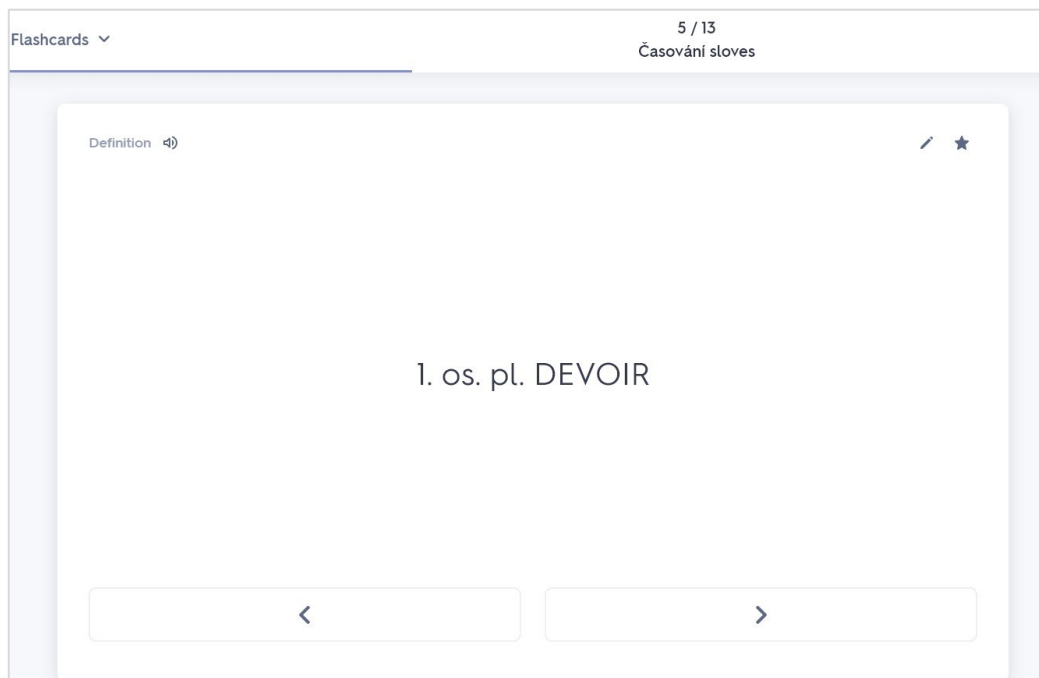 Flashcards
5 / 13
Časování sloves
Definition
1. os. pl. DEVOIR